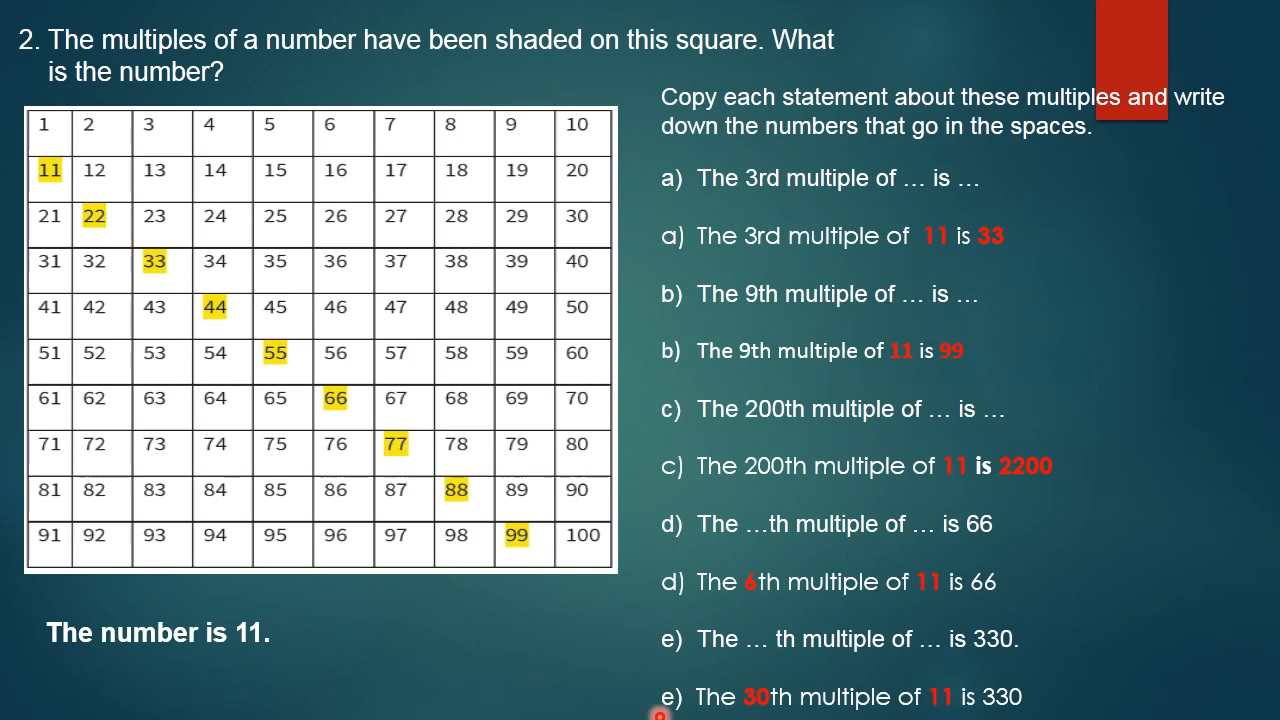 2. The multiples of a number have been shaded on this square. What
is the number?
1 2 3 4 5 6 7 8 9 10
11 12 13 14 15 16 17 18 19 20
21 22 23 24 25 26 27 28 29 30
31 32 33 34 35 36 37 38 39 40
41 42 43 44 45 46 47 48 49 50
51 52 53 54 55 56 57 58 59 60
61 62 63 64 65 66 67 68 69 70
71 72 73 74 75 76 77 78 79 80
81 82 83 84 85 86 87 88 89 90
91 92 93 94 95 96 97 98 99 100
The number is 11.
Copy each statement about these multiples and write
down the numbers that go in the spaces.
a) The 3rd multiple of … is …
a) The 3rd multiple of 11 is 33
b) The 9th multiple of … is …
b) The 9th multiple of 11 is 99
c) The 200th multiple of … is …
c) The 200th multiple of 11 is 2200
d) The …th multiple of … is 66
d) The 6th multiple of 11 is 66
e) The … th multiple of … is 330.
e) The 30th multiple of 11 is 330